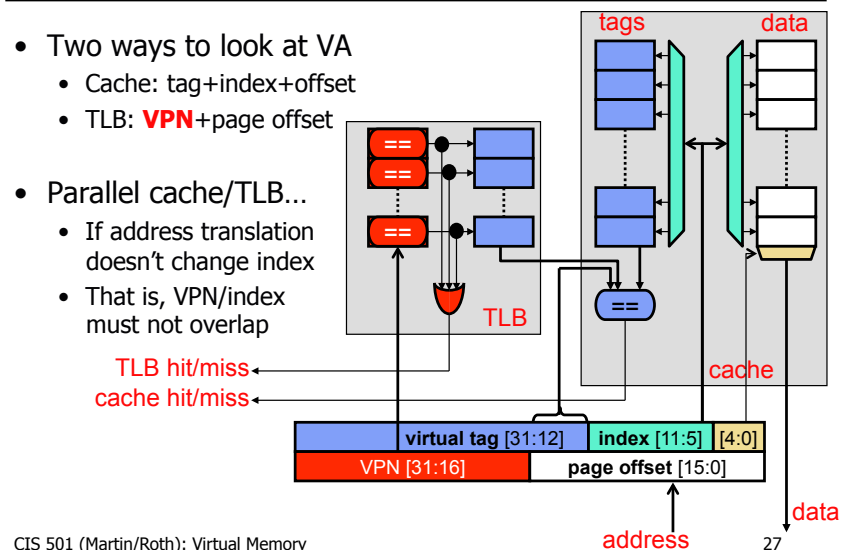 • Two ways to look at VA
• Cache: tag+index+offset
• TLB: VPN+page offset
• Parallel cache/TLB…
• If address translation
doesn't change index
• That is, VPN/index
must not overlap
tags data
==
==
==
TLB
==
cache
TLB hit/miss
cache hit/miss
virtual tag [31:12] index [11:5] [4:0]
VPN [31:16] page offset [15:0]
address
data
CIS 501 (Martin/Roth): Virtual Memory 27